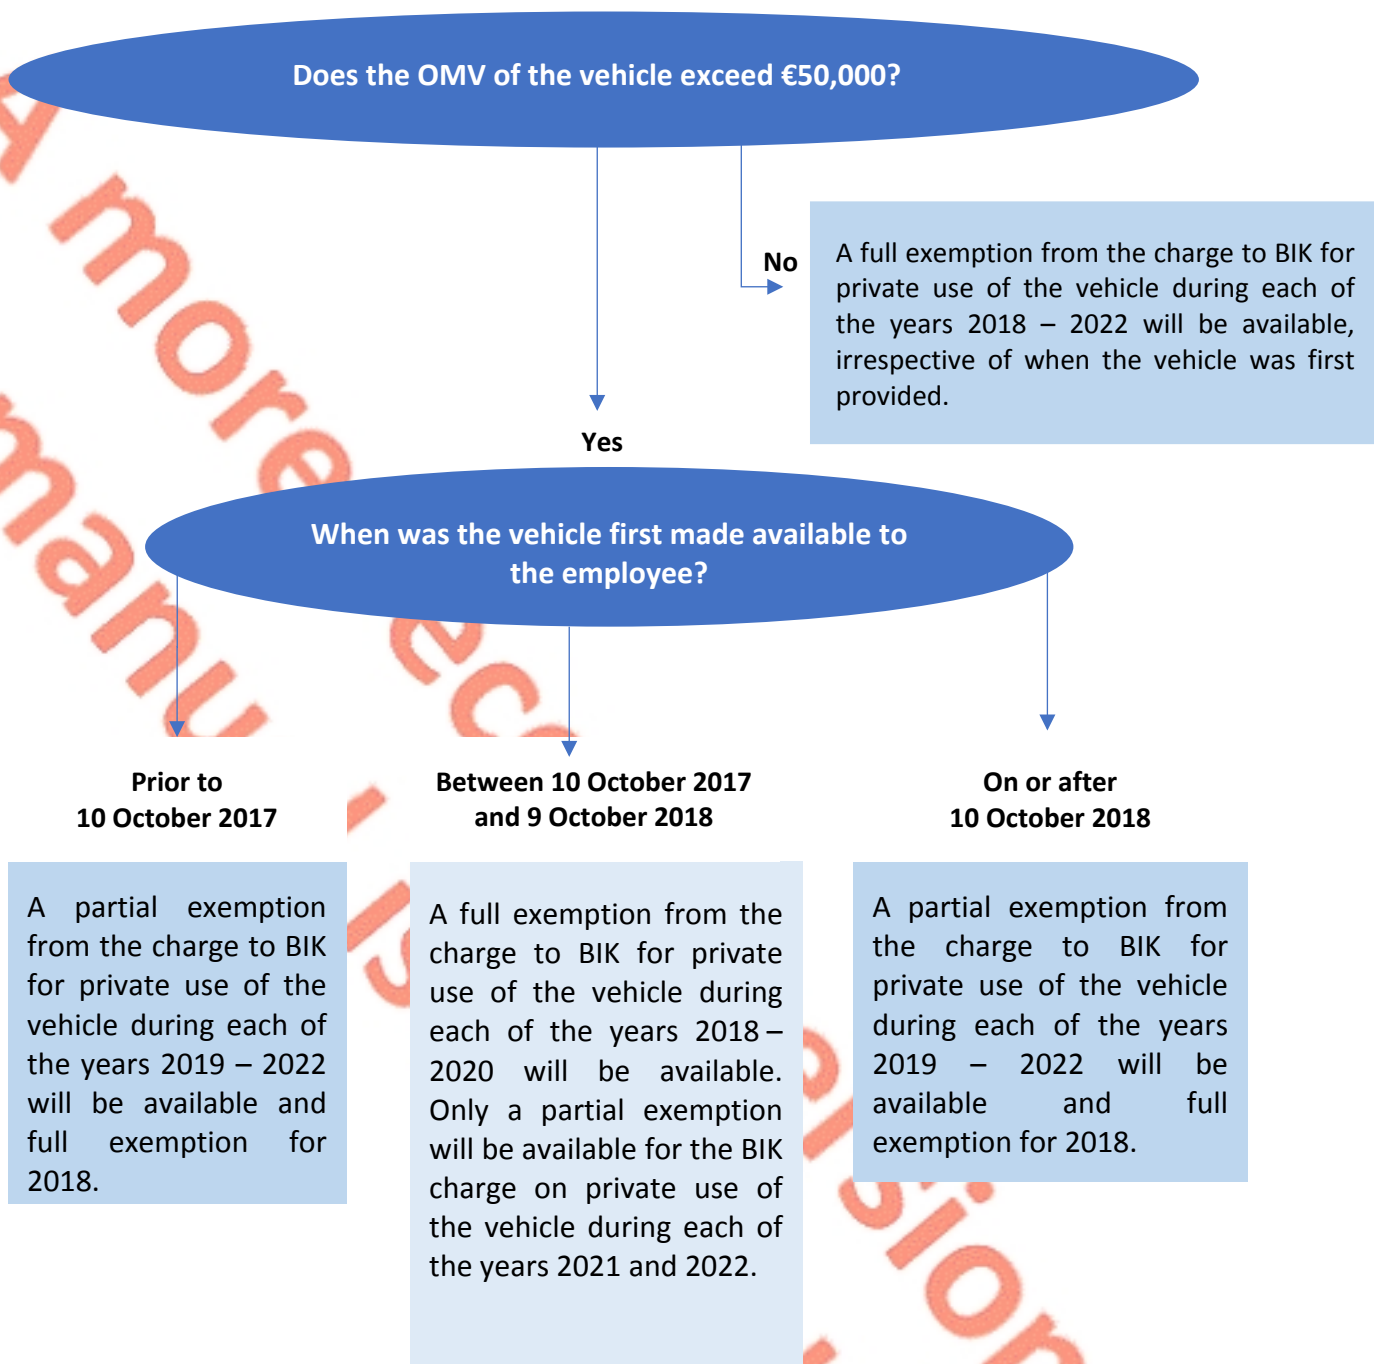 Does the OMV of the vehicle exceed €50,000?
No
A full exemption from the charge to BIK for
private use of the vehicle during each of
the years 2018 – 2022 will be available,
irrespective of when the vehicle was first
provided.
Yes
When was the vehicle first made available to
the employee?
Prior to
10 October 2017
Between 10 October 2017
and 9 October 2018
On or after
10 October 2018
A partial exemption
from the charge to BIK
for private use of the
vehicle during each of
the years 2019 – 2022
will be available and
full exemption for
2018.
A full exemption from the
charge to BIK for private
use of the vehicle during
each of the years 2018 –
2020 will be available.
Only a partial exemption
will be available for the BIK
charge on private use of
the vehicle during each of
the years 2021 and 2022.
A partial exemption from
the charge to BIK for
private use of the vehicle
during each of the years
2019 – 2022 will be
available and full
exemption for 2018.
A more